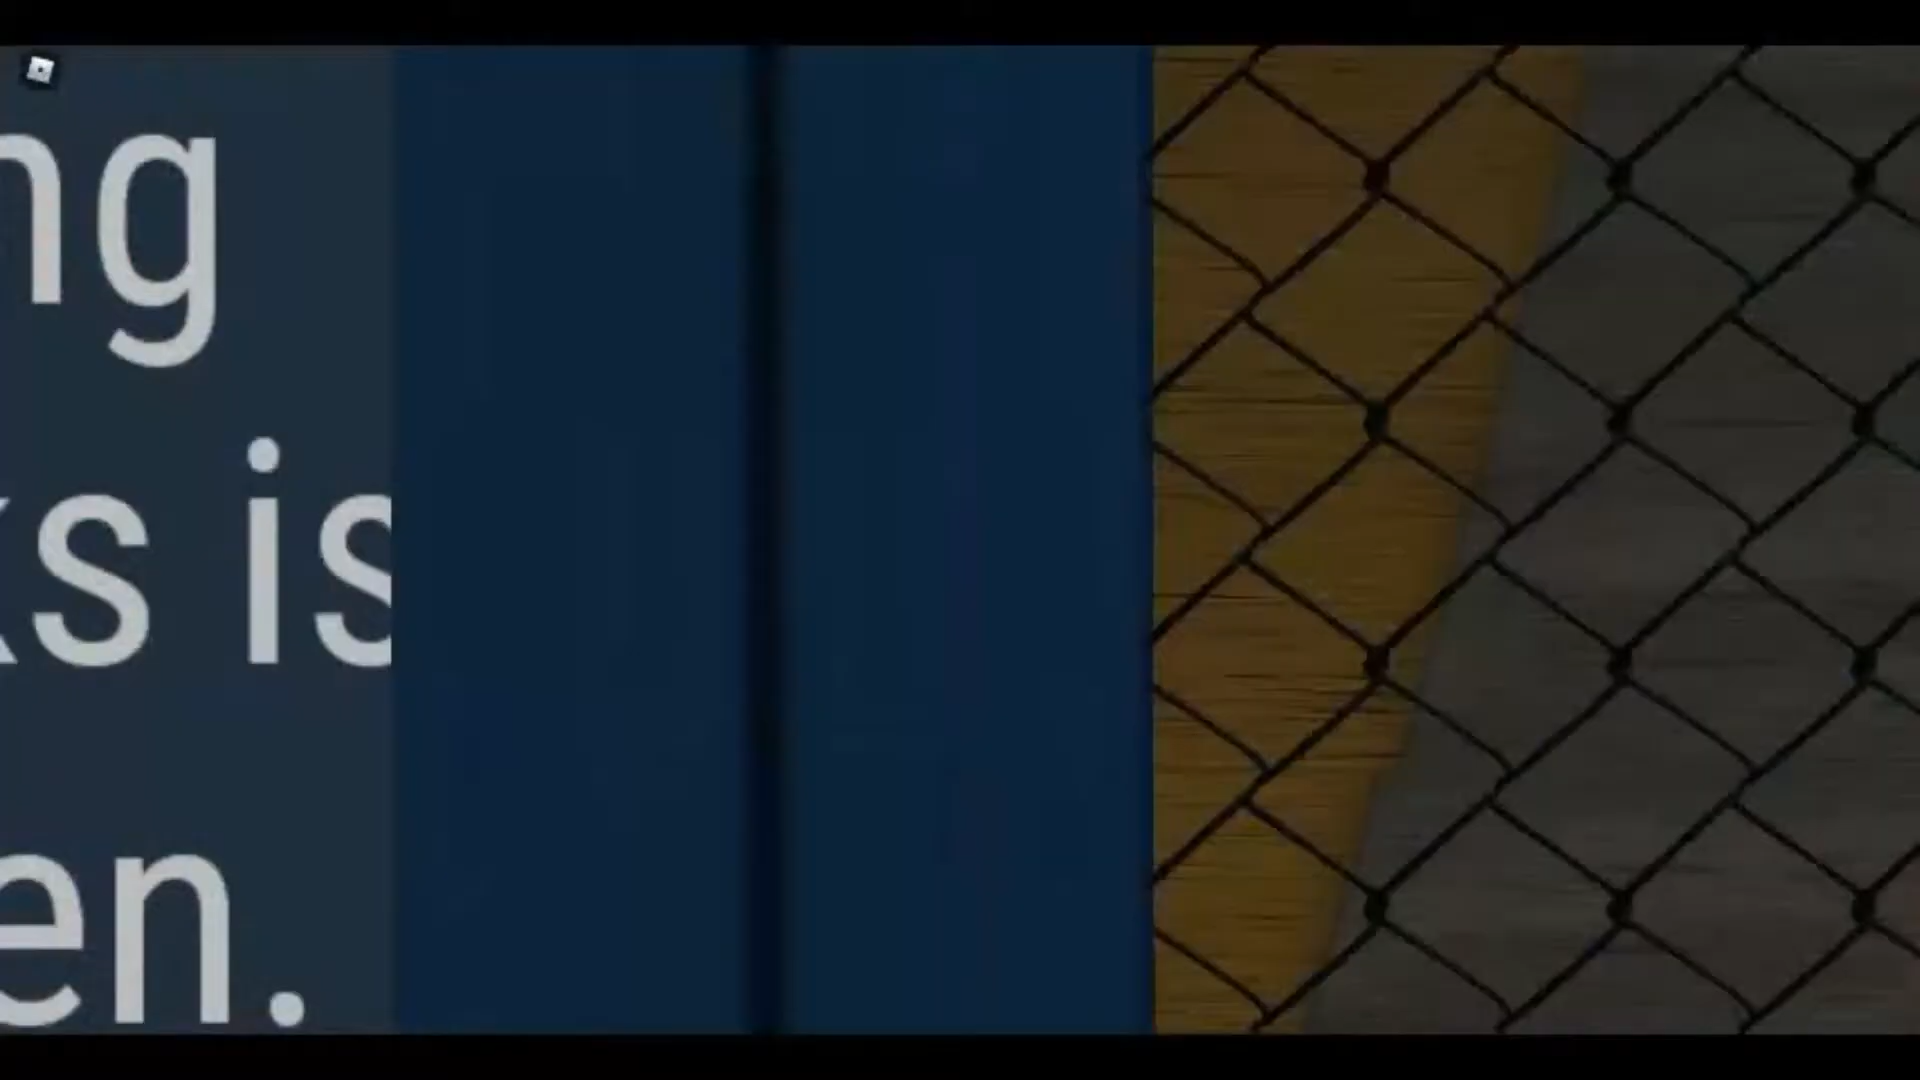 ng
ks is
en.